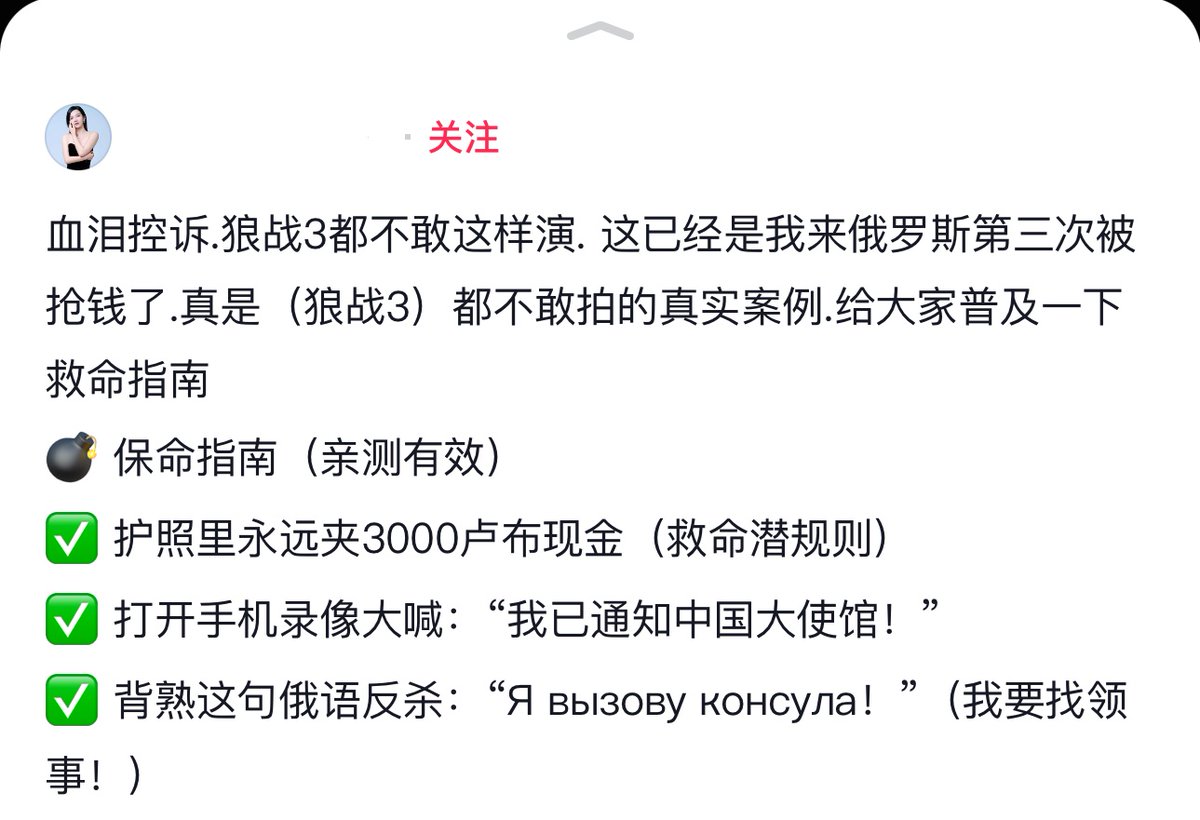 关注
血泪控诉.狼战3都不敢这样演. 这已经是我来俄罗斯第三次被
抢钱了.真是（狼战3）都不敢拍的真实案例.给大家普及一下
救命指南
💣 保命指南（亲测有效）
✅ 护照里永远夹3000卢布现金（救命潜规则）
✅ 打开手机录像大喊：“我已通知中国大使馆！”
✅ 背熟这句俄语反杀：“Я вызову консула！”（我要找领
事！）